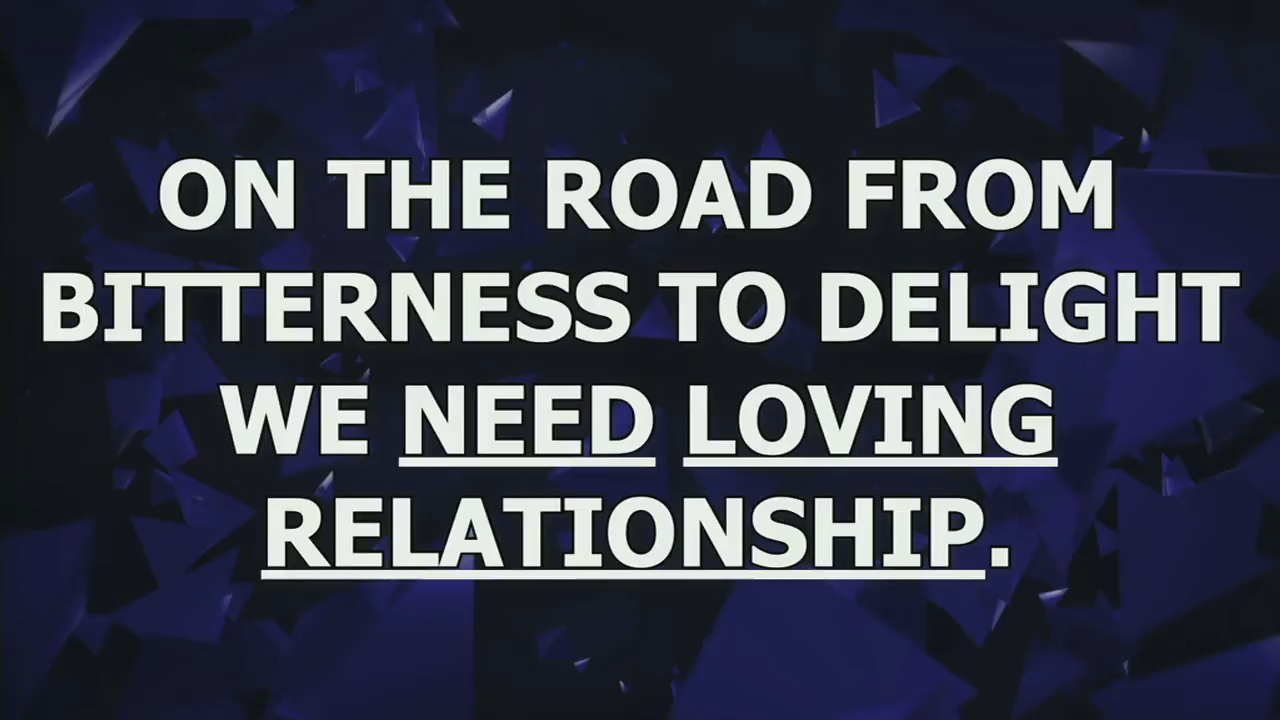 ON THE ROAD FROM
BITTERNESS TO DELIGHT
WE NEED LOVING
RELATIONSHIP.